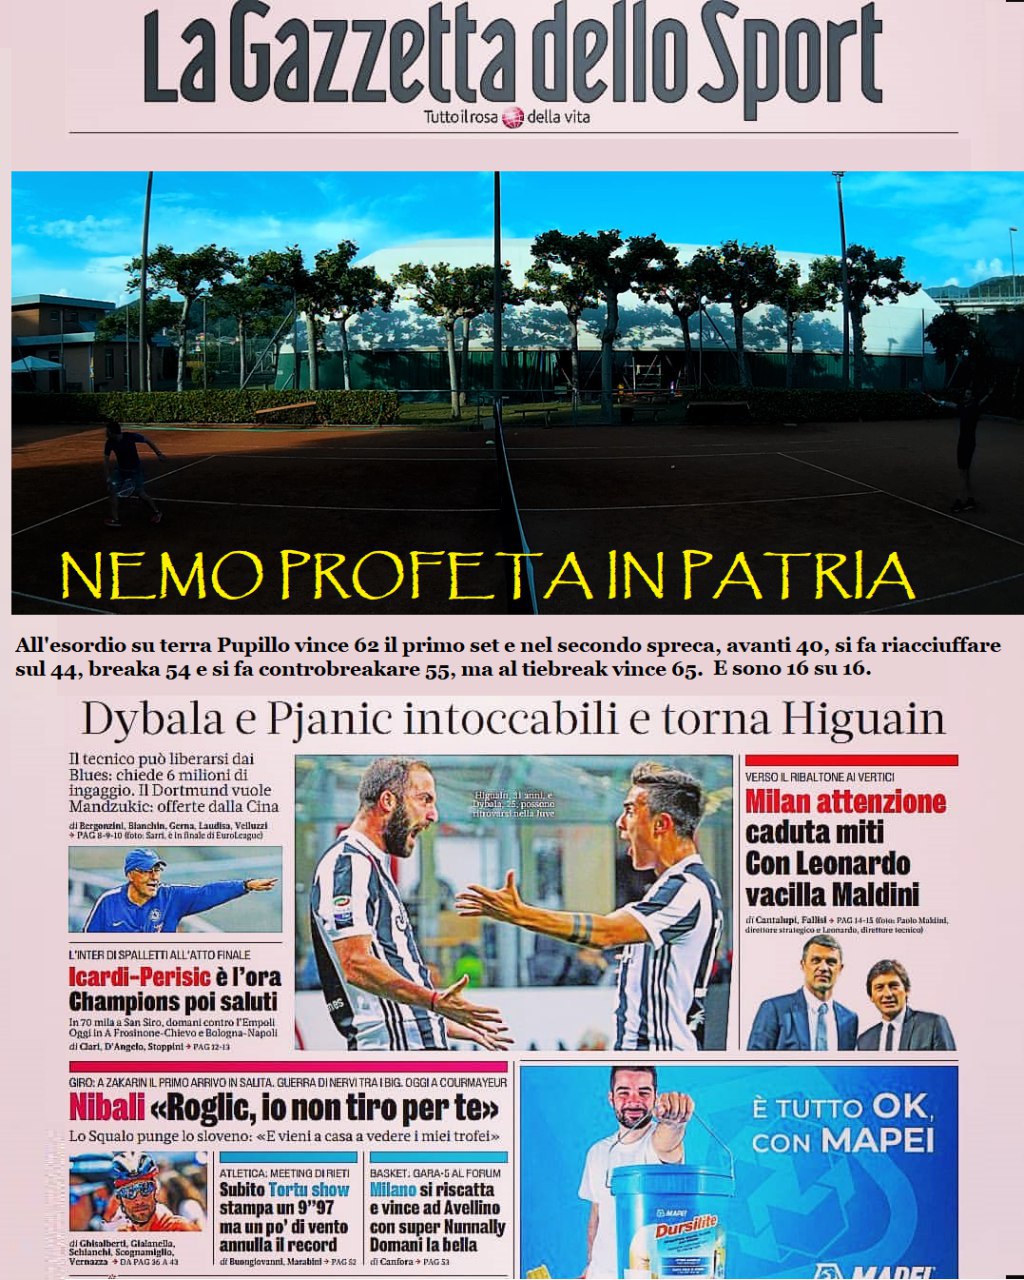 La Gazzetta dello Sport
Tutto il rosa della vita
NEMO PROFETA IN PATRIA
All'esordio su terra Pupillo vince 62 il primo set e nel secondo spreca, avanti 40, si fa riacciuffare
sul 44, breaka 54 e si fa controbreakare 55, ma al tiebreak vince 65. E sono 16 su 16.
Dybala e Pjanic intoccabili e torna Higuain
Il tecnico può liberarsi dai
Blues: chiede 6 milioni di
ingaggio. Il Dortmund vuole
Mandzukic: offerte dalla Cina
di Bergonzini, Bianchin, Gerna, Laudisa, Velluzzi
→ PAG 8-9-10 (foto: Sarri, è in finale di EuroLeague)
Higuain, 31 anni, e
Dybala, 25, possono
ritrovarsi nella Juve
VERSO IL RIBALTONE AI VERTICI
Milan attenzione
caduta miti
Con Leonardo
vacilla Maldini
di Cantalupi, Fallisi → PAG 14-15 (foto: Paolo Maldini,
direttore strategico e Leonardo, direttore tecnico)
L'INTER DI SPALLETTI ALL'ATTO FINALE
Icardi-Perisic è l'ora
Champions poi saluti
In 70 mila a San Siro, domani contro l'Empoli
Oggi in A Frosinone-Chievo e Bologna-Napoli
di Clari, D'Angelo, Stoppini → PAG 12-13
GIRO: A ZAKARIN IL PRIMO ARRIVO IN SALITA. GUERRA DI NERVI TRA I BIG. OGGI A COURMAYEUR
Nibali «Roglic, io non tiro per te»
Lo Squalo punge lo sloveno: «E vieni a casa a vedere i miei trofei»
di Ghisalberti, Gialanella,
Schianchi, Scognamiglio,
Vernazza → DA PAG 36 A 43
ATLETICA: MEETING DI RIETI
Subito Tortu show
stampa un 9"97
ma un po' di vento
annulla il record
di Buongiovanni, Marabini → PAG 52
BASKET. GARA-5 AL FORUM
Milano si riscatta
e vince ad Avellino
con super Nunnally
Domani la bella
di Canfora → PAG 53
È TUTTO OK,
CON MAPEI
MAPEI
Dursilite
MAPEI